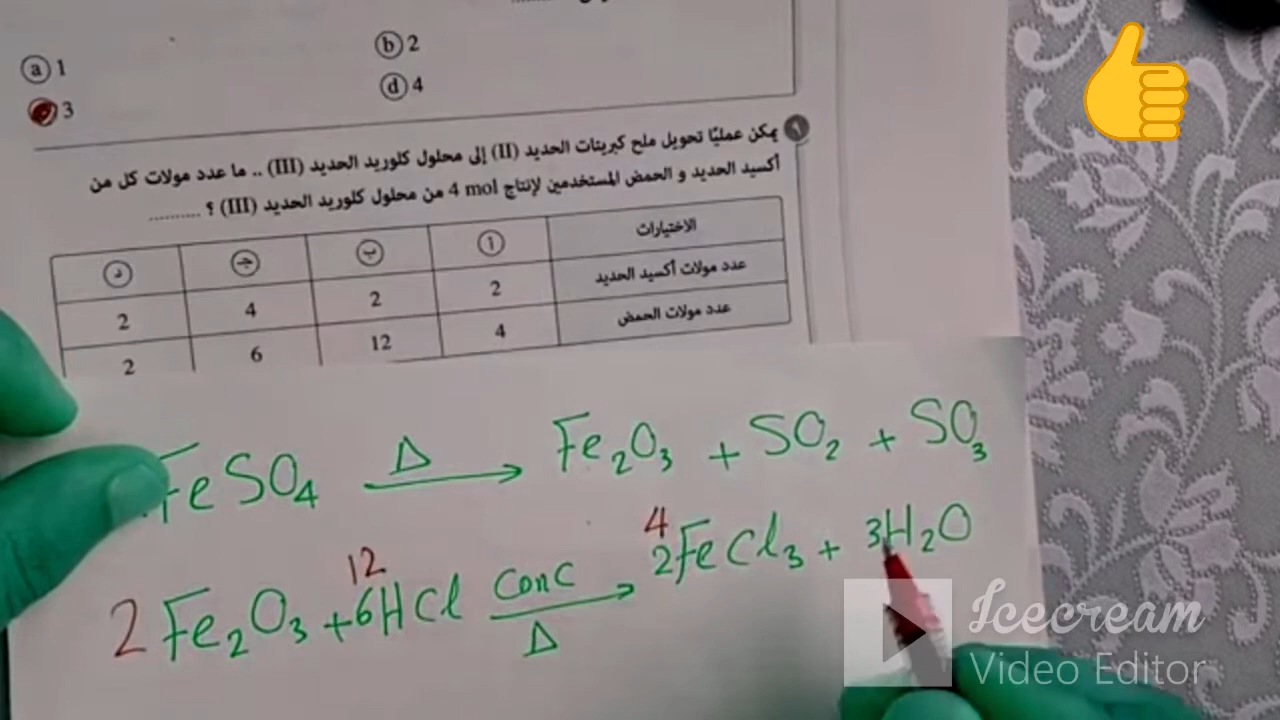 ⓐ 1
ⓑ 2
3
ⓓ 4
٩ يمكن عمليًا تحويل ملح كبريتات الحديد (II) إلى محلول كلوريد الحديد (III) .. ما عدد مولات كل من
أكسيد الحديد و الحمض المستخدمين لإنتاج 4 mol من محلول كلوريد الحديد (III) ؟ ..........
الاختيارات أ ب جـ د
عدد مولات أكسيد الحديد 2 2 4 2
عدد مولات الحمض 4 12 6 2
FeSO₄ Δ→ Fe₂O₃ + SO₂ + SO₃
12 4
2 Fe₂O₃ + 6HCl conc Δ→ 2FeCl₃ + 3H₂O
Icecream
Video Editor